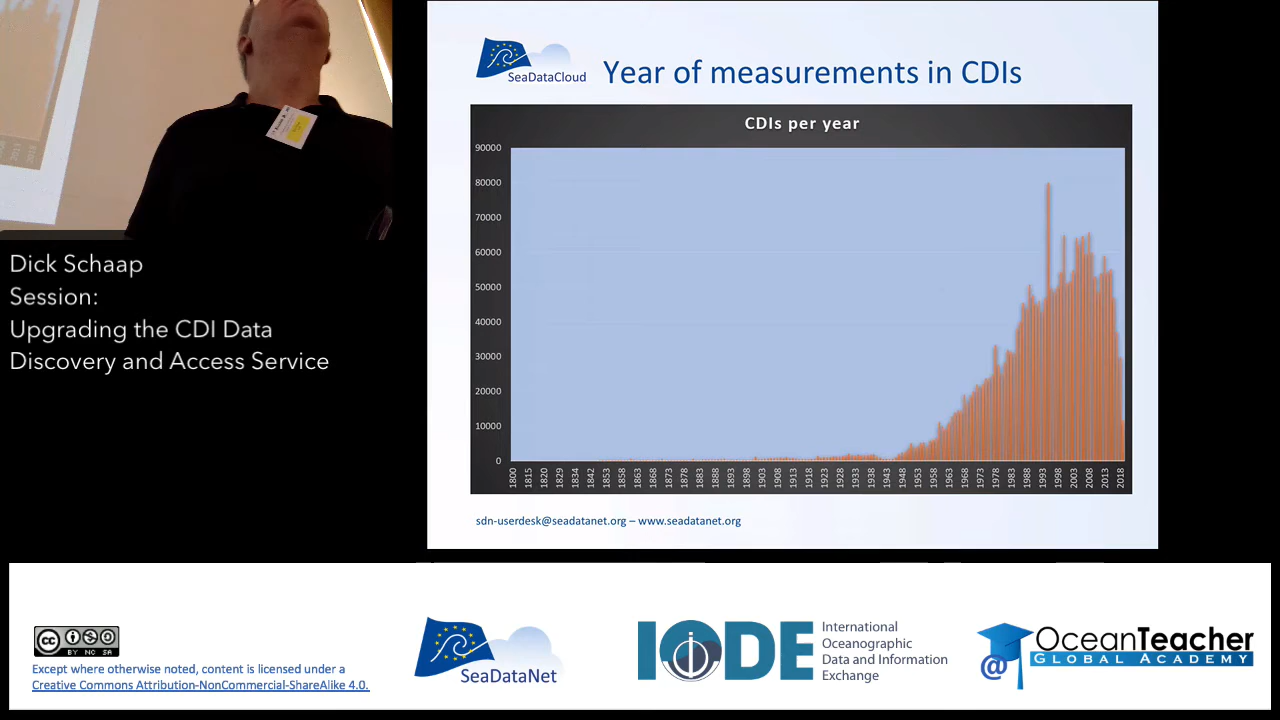 SeaDataCloud
Year of measurements in CDIs
CDIs per year
90000
80000
70000
60000
50000
40000
30000
20000
10000
0
1800 1815 1820 1829 1834 1842 1853 1858 1863 1868 1873 1878 1883 1888 1893 1898 1903 1908 1913 1918 1923 1928 1933 1938 1943 1948 1953 1958 1963 1968 1973 1978 1983 1988 1993 1998 2003 2008 2013 2018
sdn-userdesk@seadatanet.org – www.seadatanet.org
Dick Schaap
Session:
Upgrading the CDI Data
Discovery and Access Service
cc BY NC SA
Except where otherwise noted, content is licensed under a
Creative Commons Attribution-NonCommercial-ShareAlike 4.0.
SeaDataNet
IODE
International
Oceanographic
Data and Information
Exchange
@ OceanTeacher
GLOBAL ACADEMY